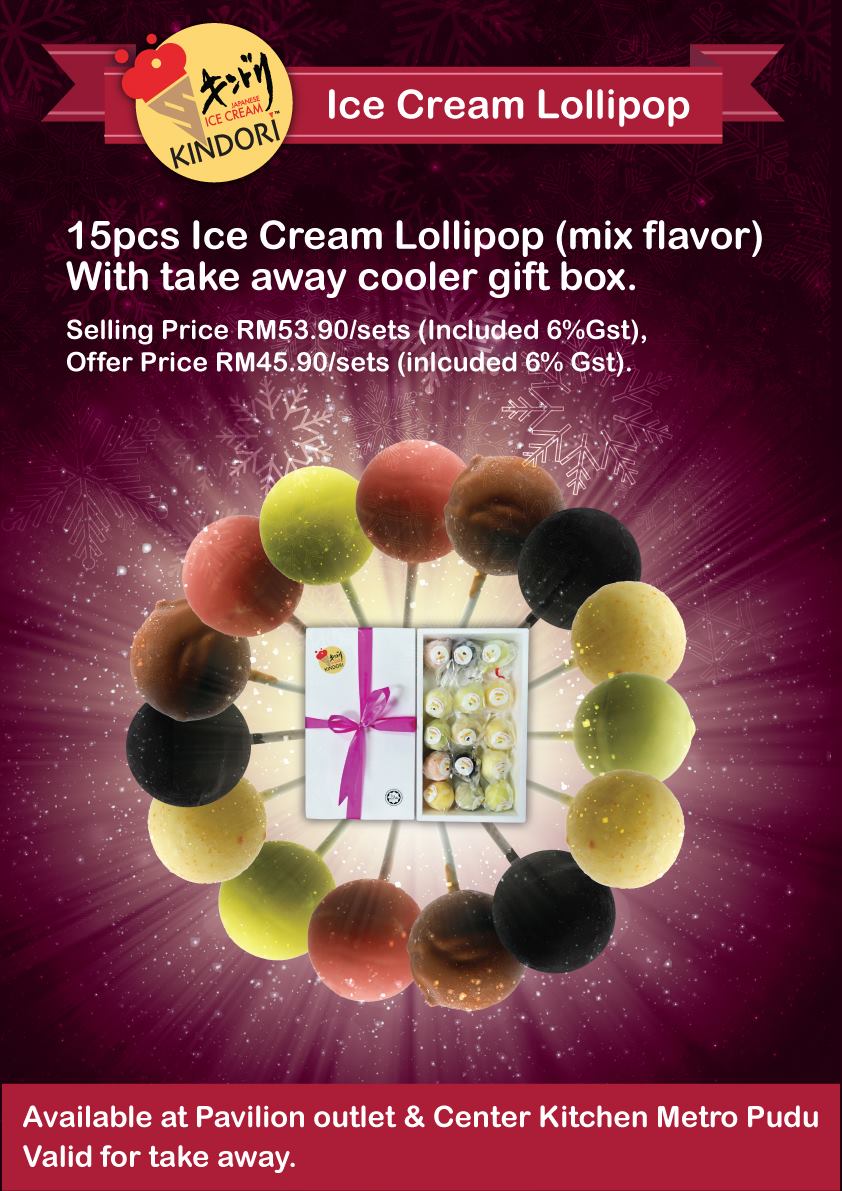 キンドリ
JAPANESE
ICE CREAM
KINDORI™
Ice Cream Lollipop
15pcs Ice Cream Lollipop (mix flavor)
With take away cooler gift box.
Selling Price RM53.90/sets (Included 6%Gst),
Offer Price RM45.90/sets (inlcuded 6% Gst).
KINDORI
Available at Pavilion outlet & Center Kitchen Metro Pudu
Valid for take away.